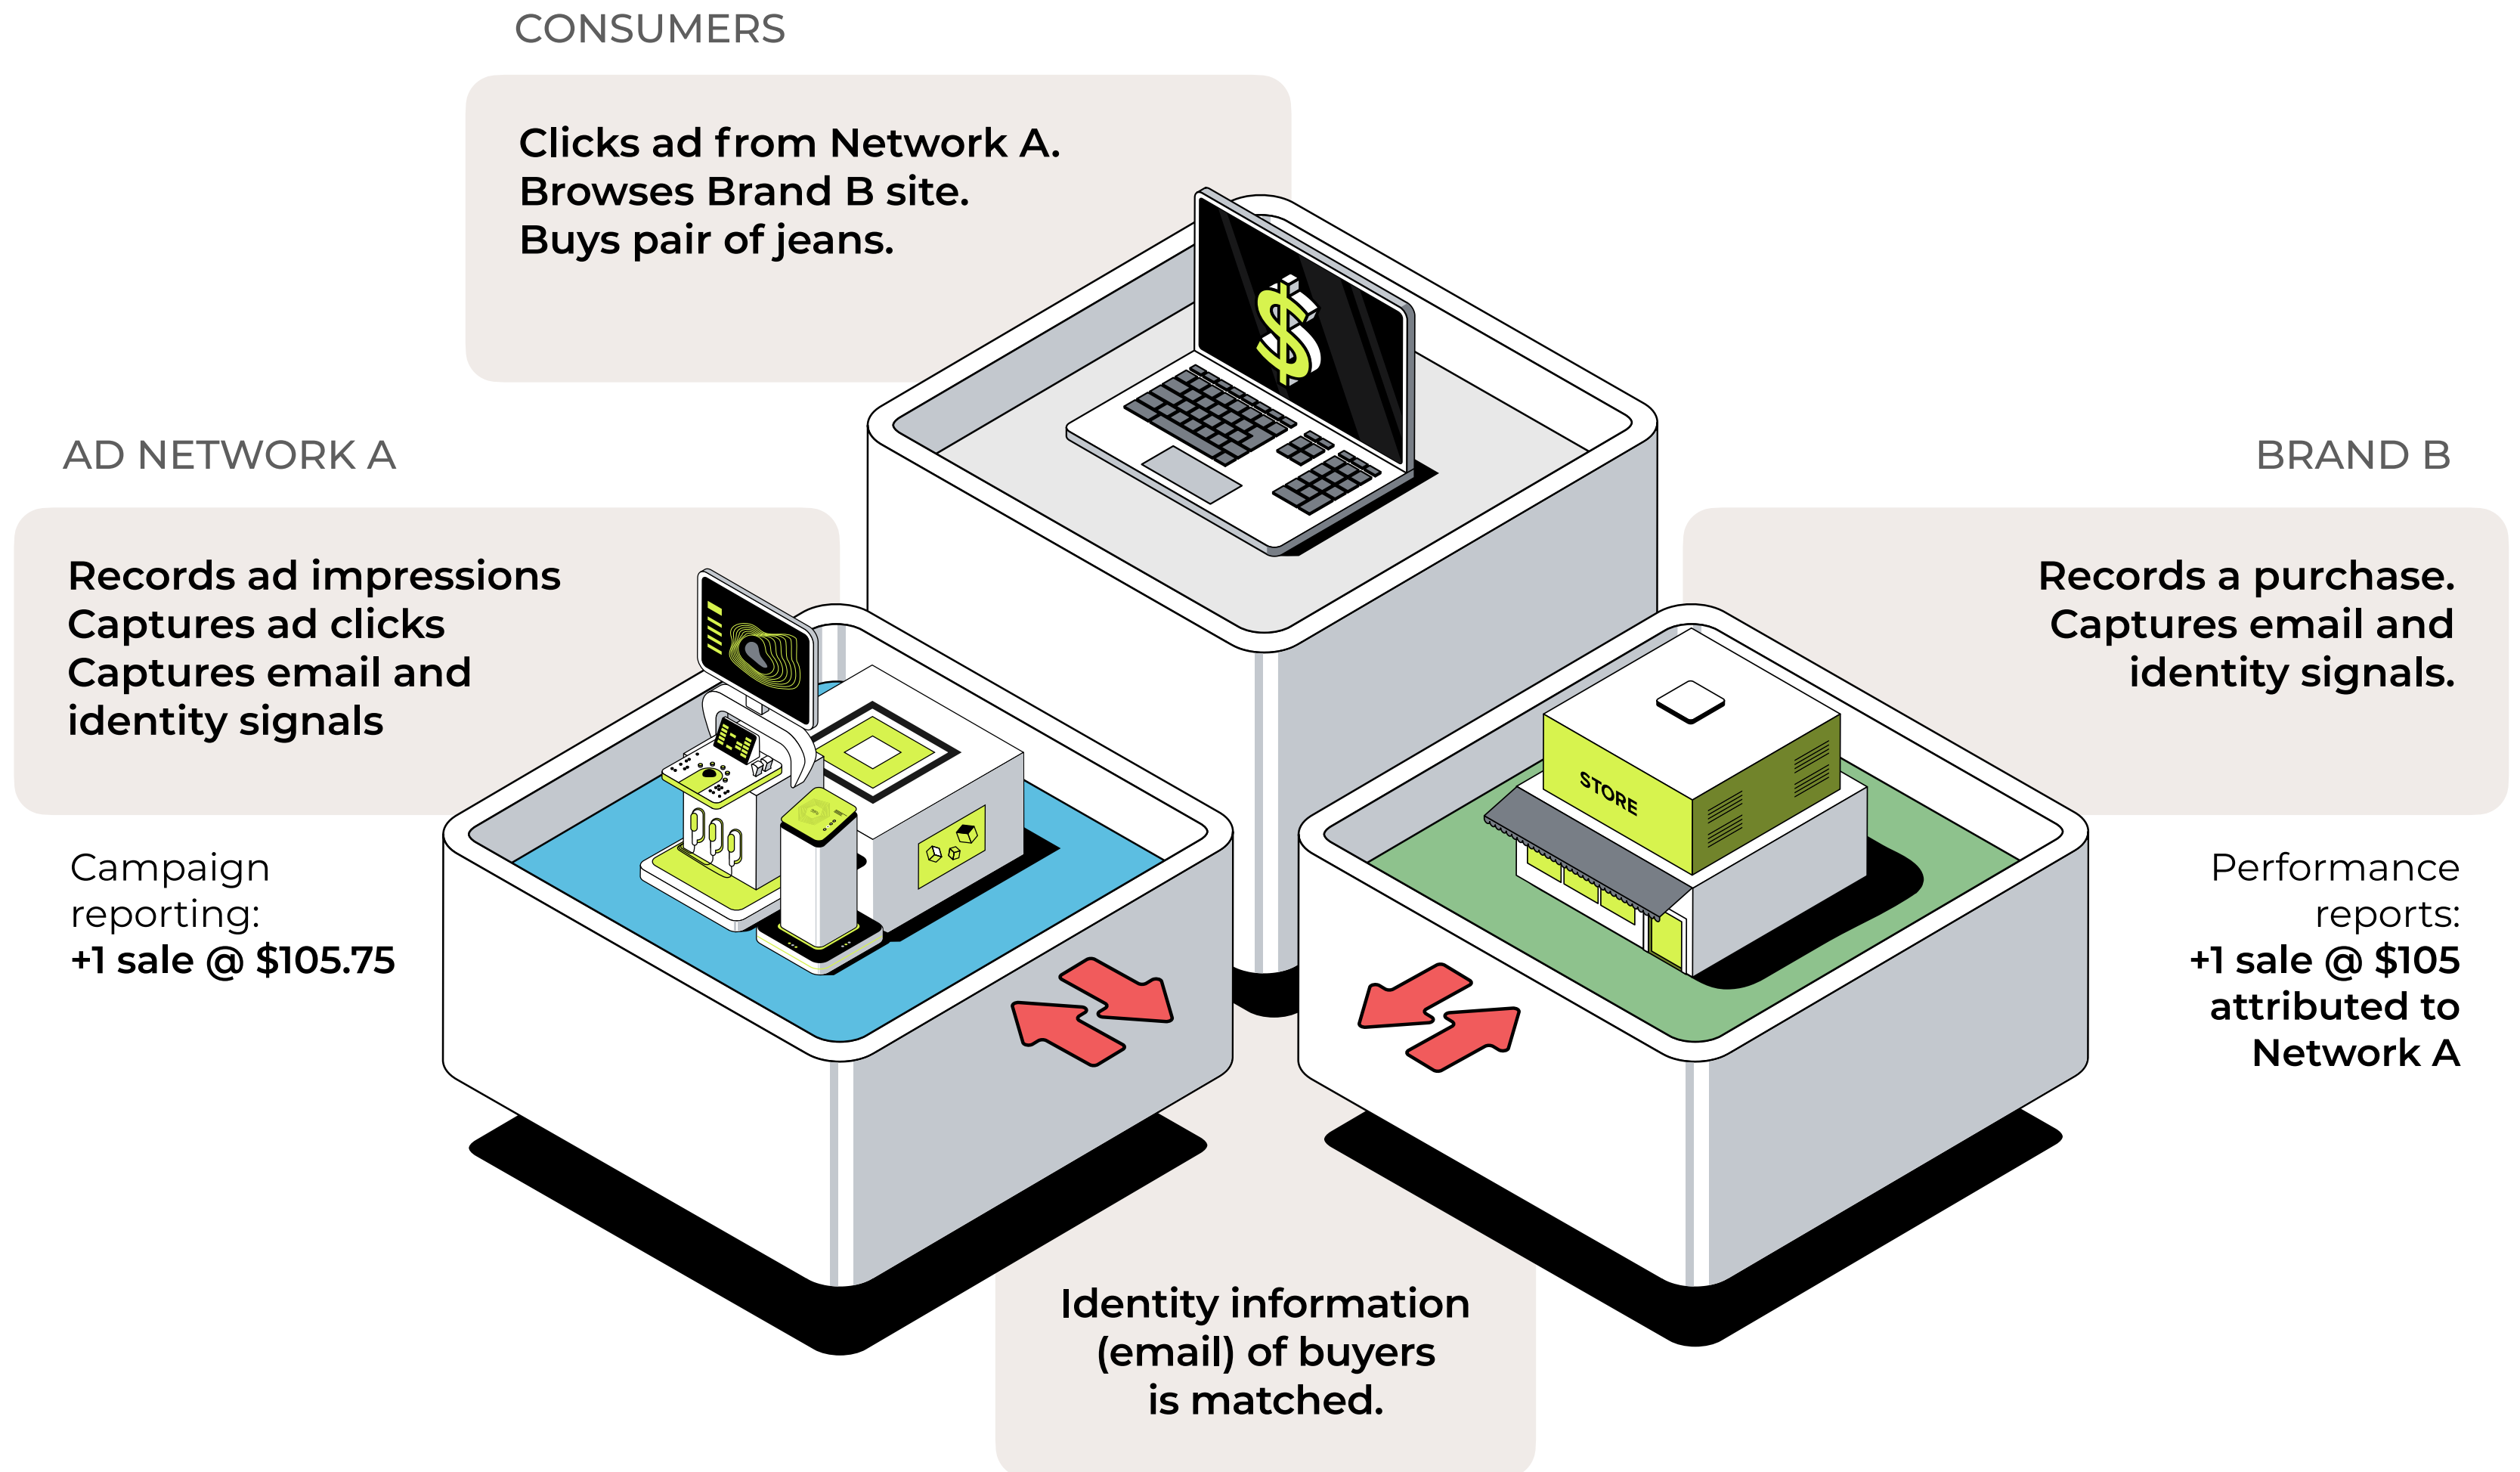 CONSUMERS
Clicks ad from Network A.
Browses Brand B site.
Buys pair of jeans.
AD NETWORK A
Records ad impressions
Captures ad clicks
Captures email and
identity signals
Campaign
reporting:
+1 sale @ $105.75
BRAND B
Records a purchase.
Captures email and
identity signals.
STORE
Performance
reports:
+1 sale @ $105
attributed to
Network A
Identity information
(email) of buyers
is matched.